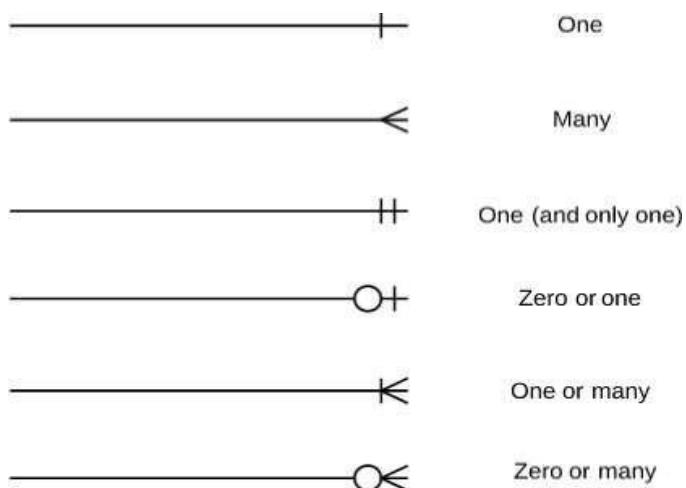 One
Many
One (and only one)
Zero or one
One or many
Zero or many